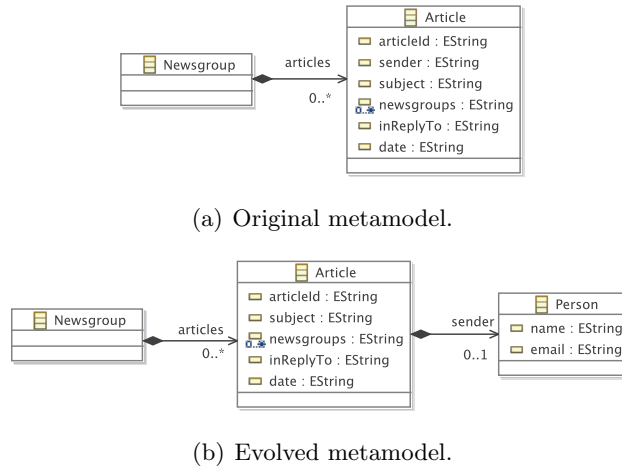 Article
articleId : EString
Newsgroup
articles
sender : EString
subject : EString
0..*
newsgroups : EString
0..*
inReplyTo : EString
date : EString
(a) Original metamodel.
Article
articleId : EString
Person
Newsgroup
articles
subject : EString
sender
name : EString
0..*
newsgroups : EString
0..*
0..1
email : EString
inReplyTo : EString
date : EString
(b) Evolved metamodel.